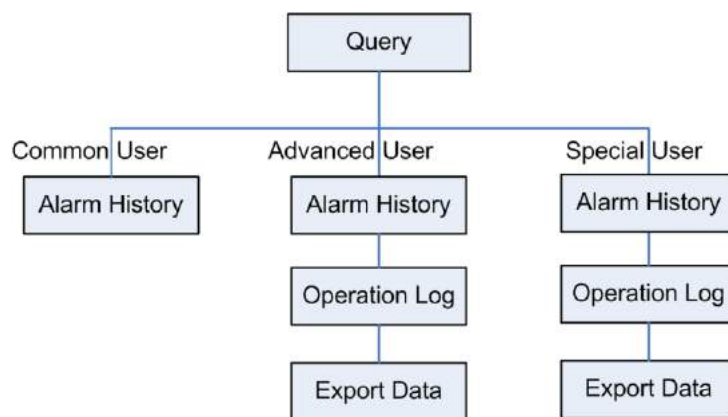 Query
Common User
Advanced User
Special User
Alarm History
Alarm History
Alarm History
Operation Log
Operation Log
Export Data
Export Data